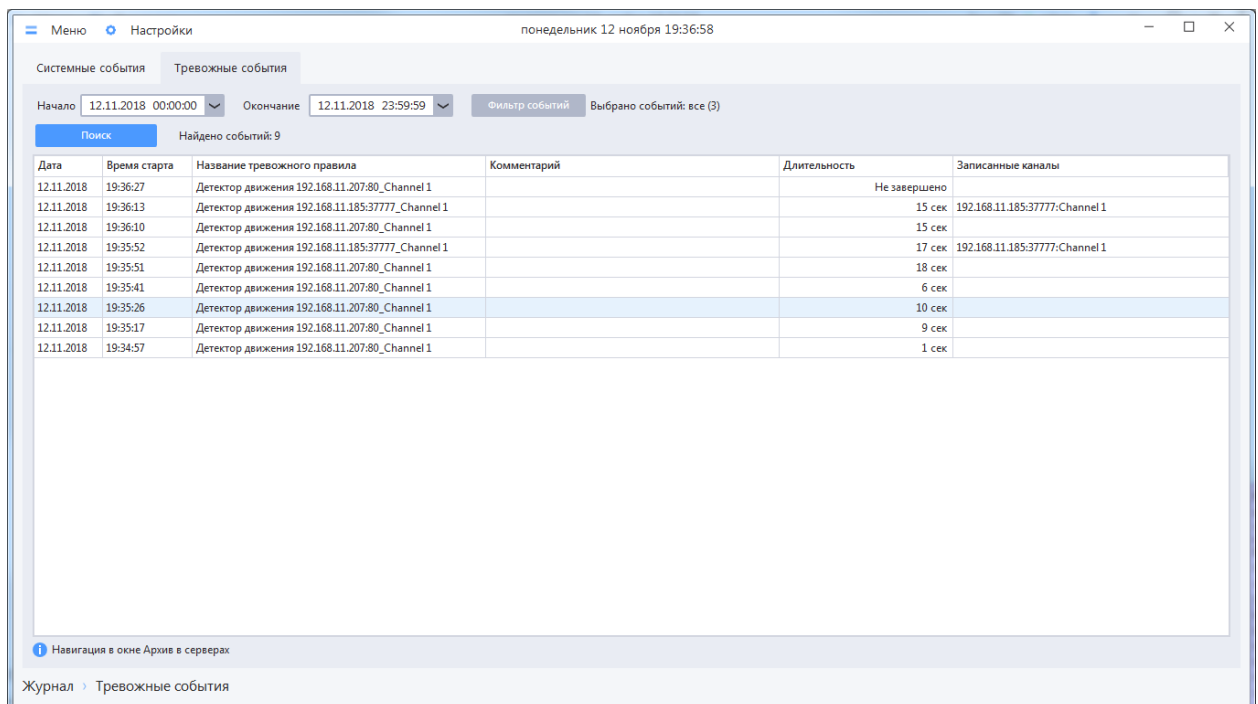 Меню Настройки понедельник 12 ноября 19:36:58
Системные события Тревожные события
Начало 12.11.2018 00:00:00 Окончание 12.11.2018 23:59:59 Фильтр событий Выбрано событий: все (3)
Поиск Найдено событий: 9
Дата Время старта Название тревожного правила Комментарий Длительность Записанные каналы
12.11.2018 19:36:27 Детектор движения 192.168.11.207:80_Channel 1 Не завершено
12.11.2018 19:36:13 Детектор движения 192.168.11.185:37777_Channel 1 15 сек 192.168.11.185:37777:Channel 1
12.11.2018 19:36:10 Детектор движения 192.168.11.207:80_Channel 1 15 сек
12.11.2018 19:35:52 Детектор движения 192.168.11.185:37777_Channel 1 17 сек 192.168.11.185:37777:Channel 1
12.11.2018 19:35:51 Детектор движения 192.168.11.207:80_Channel 1 18 сек
12.11.2018 19:35:41 Детектор движения 192.168.11.207:80_Channel 1 6 сек
12.11.2018 19:35:26 Детектор движения 192.168.11.207:80_Channel 1 10 сек
12.11.2018 19:35:17 Детектор движения 192.168.11.207:80_Channel 1 9 сек
12.11.2018 19:34:57 Детектор движения 192.168.11.207:80_Channel 1 1 сек
Навигация в окне Архив в серверах
Журнал › Тревожные события